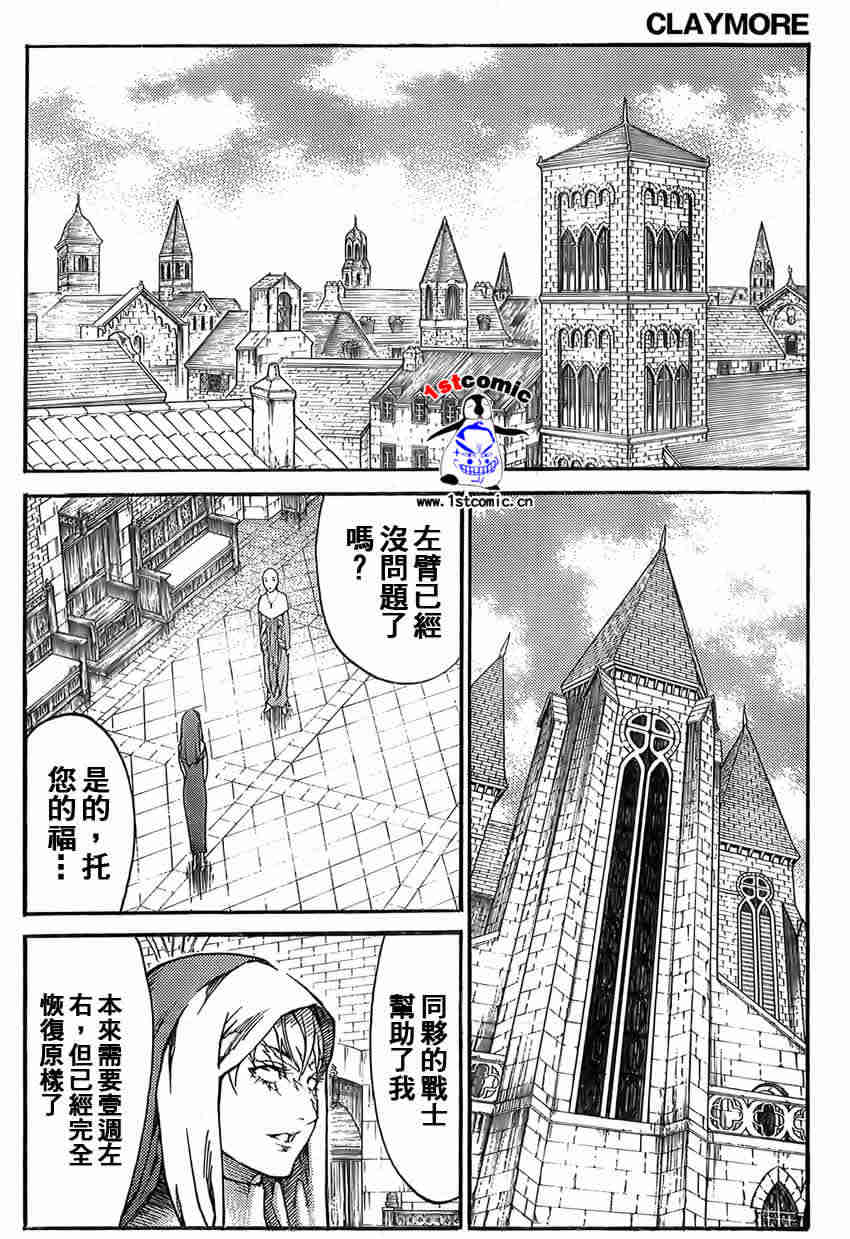 CLAYMORE
1stcomic
www.1stcomic.cn
左臂已經
沒問題了
嗎？
是的，托
您的福…
同夥的戰士
幫助了我
本來需要壹週左
右，但已經完全
恢復原樣了